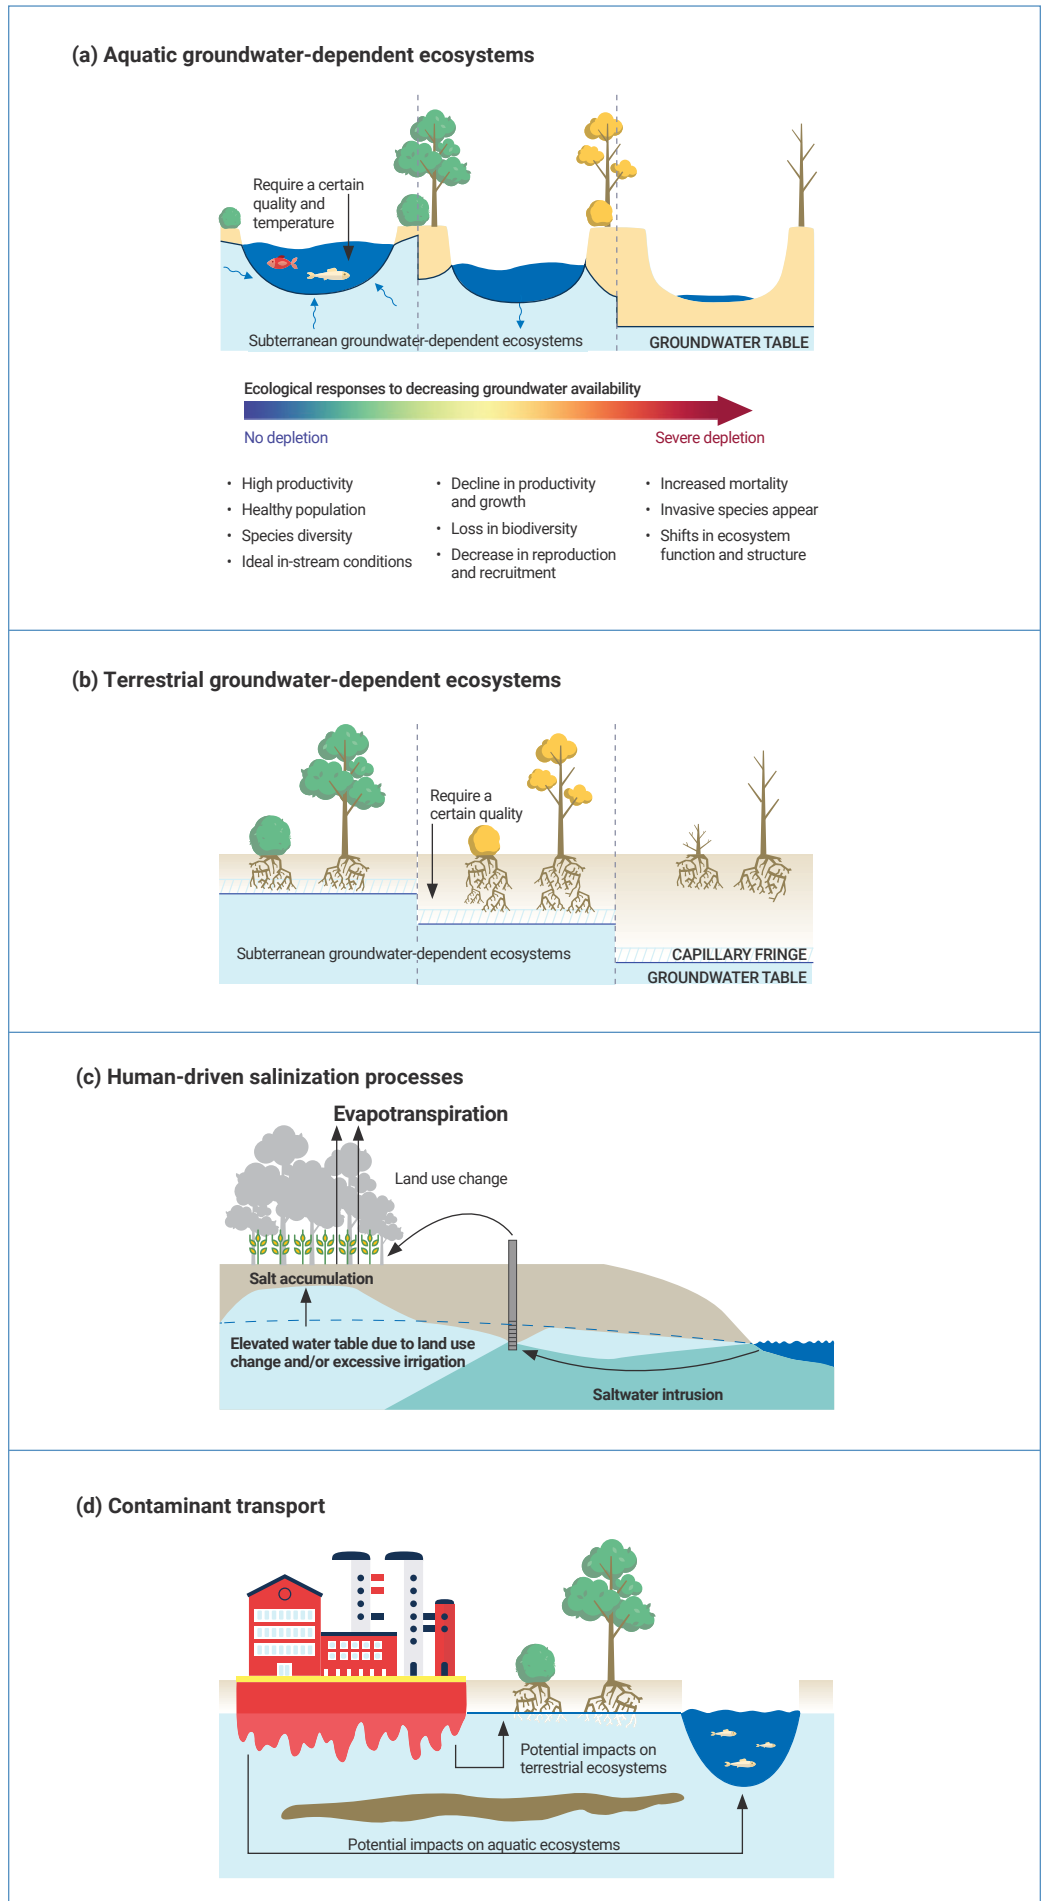 (a) Aquatic groundwater-dependent ecosystems
Require a certain
quality and
temperature
Subterranean groundwater-dependent ecosystems
GROUNDWATER TABLE
Ecological responses to decreasing groundwater availability
No depletion
Severe depletion
• High productivity
• Healthy population
• Species diversity
• Ideal in-stream conditions
• Decline in productivity
and growth
• Loss in biodiversity
• Decrease in reproduction
and recruitment
• Increased mortality
• Invasive species appear
• Shifts in ecosystem
function and structure
(b) Terrestrial groundwater-dependent ecosystems
Require a
certain quality
Subterranean groundwater-dependent ecosystems
CAPILLARY FRINGE
GROUNDWATER TABLE
(c) Human-driven salinization processes
Evapotranspiration
Land use change
Salt accumulation
Elevated water table due to land use
change and/or excessive irrigation
Saltwater intrusion
(d) Contaminant transport
Potential impacts on
terrestrial ecosystems
Potential impacts on aquatic ecosystems